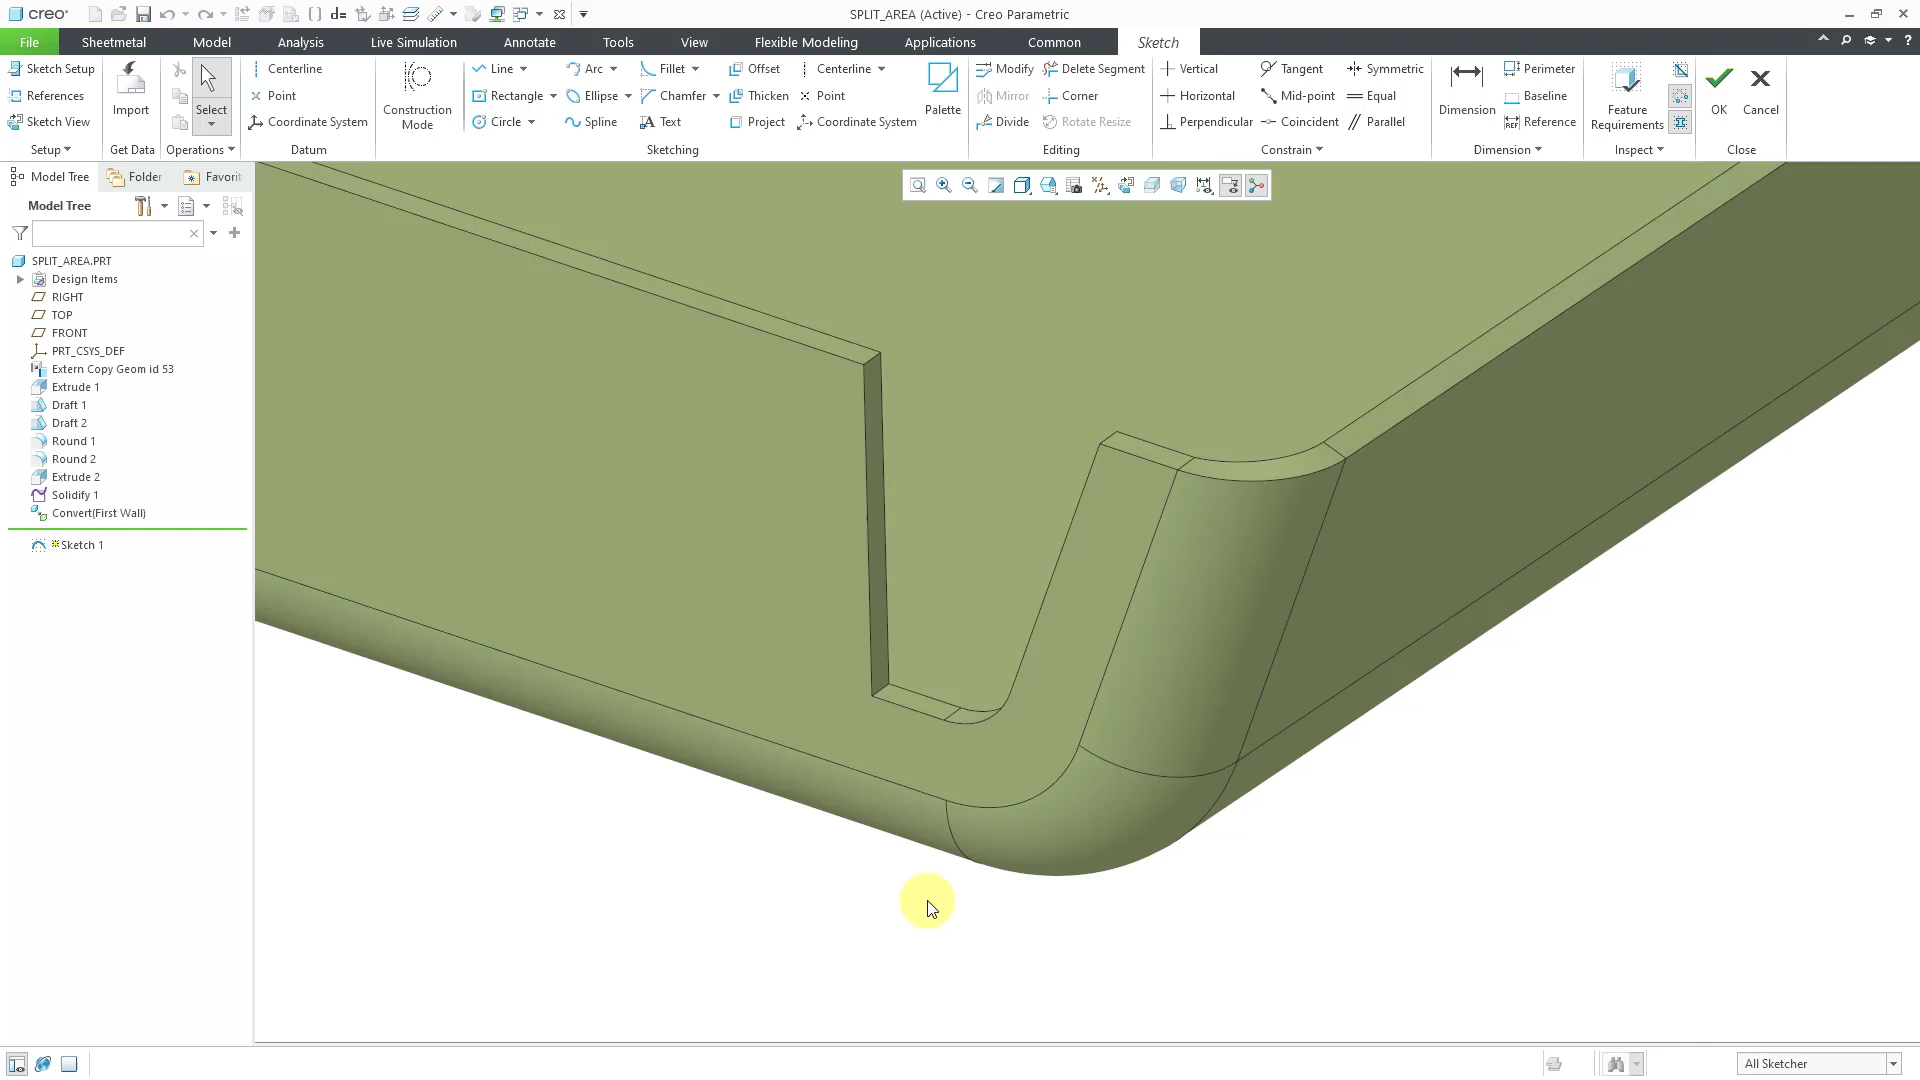 creo
SPLIT_AREA (Active) - Creo Parametric
File Sheetmetal Model Analysis Live Simulation Annotate Tools View Flexible Modeling Applications Common Sketch
Sketch Setup
References
Sketch View
Setup
Import
Get Data
Select
Operations
Centerline
Point
Coordinate System
Datum
Construction Mode
Line Arc Fillet Offset Centerline
Rectangle Ellipse Chamfer Thicken Point
Circle Spline Text Project Coordinate System
Palette
Sketching
Modify Delete Segment
Mirror Corner
Divide Rotate Resize
Editing
Vertical Tangent Symmetric
Horizontal Mid-point Equal
Perpendicular Coincident Parallel
Constrain
Dimension
Perimeter
Baseline
Reference
Dimension
Feature Requirements
Inspect
OK
Cancel
Close
Model Tree Folder Favorit
Model Tree
SPLIT_AREA.PRT
Design Items
RIGHT
TOP
FRONT
PRT_CSYS_DEF
Extern Copy Geom id 53
Extrude 1
Draft 1
Draft 2
Round 1
Round 2
Extrude 2
Solidify 1
Convert(First Wall)
Sketch 1
All Sketcher